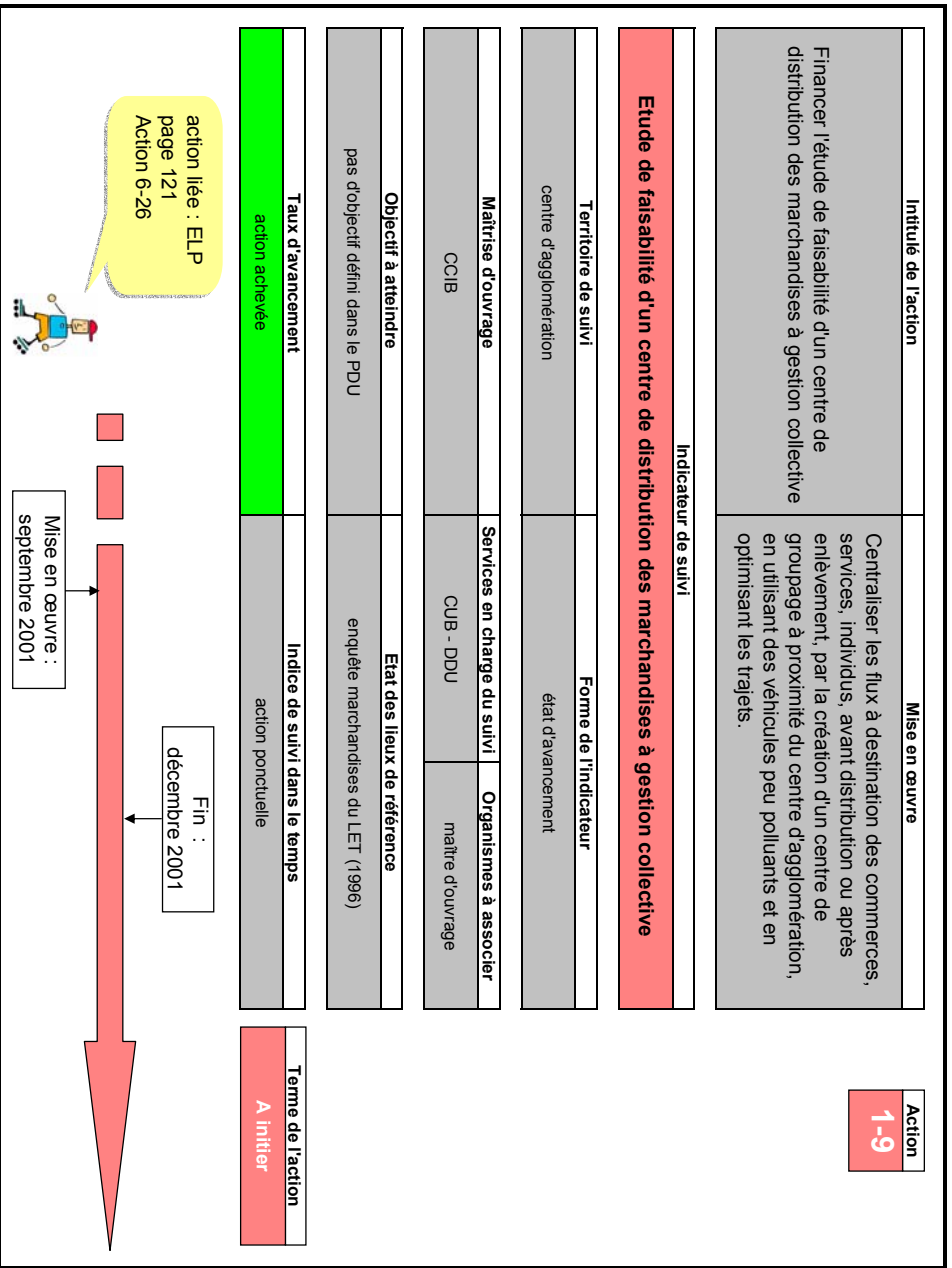 Action
1-9
Intitulé de l'action
Mise en œuvre
Financer l'étude de faisabilité d'un centre de
distribution des marchandises à gestion collective
Centraliser les flux à destination des commerces,
services, individus, avant distribution ou après
enlèvement, par la création d'un centre de
groupage à proximité du centre d'agglomération,
en utilisant des véhicules peu polluants et en
optimisant les trajets.
Indicateur de suivi
Etude de faisabilité d'un centre de distribution des marchandises à gestion collective
Territoire de suivi
Forme de l'indicateur
centre d'agglomération
état d'avancement
Maîtrise d'ouvrage
Services en charge du suivi
Organismes à associer
CCIB
CUB - DDU
maître d'ouvrage
Objectif à atteindre
Etat des lieux de référence
pas d'objectif défini dans le PDU
enquête marchandises du LET (1996)
Taux d'avancement
Indice de suivi dans le temps
Terme de l'action
action achevée
action ponctuelle
A initier
action liée : ELP
page 121
Action 6-26
Fin :
décembre 2001
Mise en œuvre :
septembre 2001